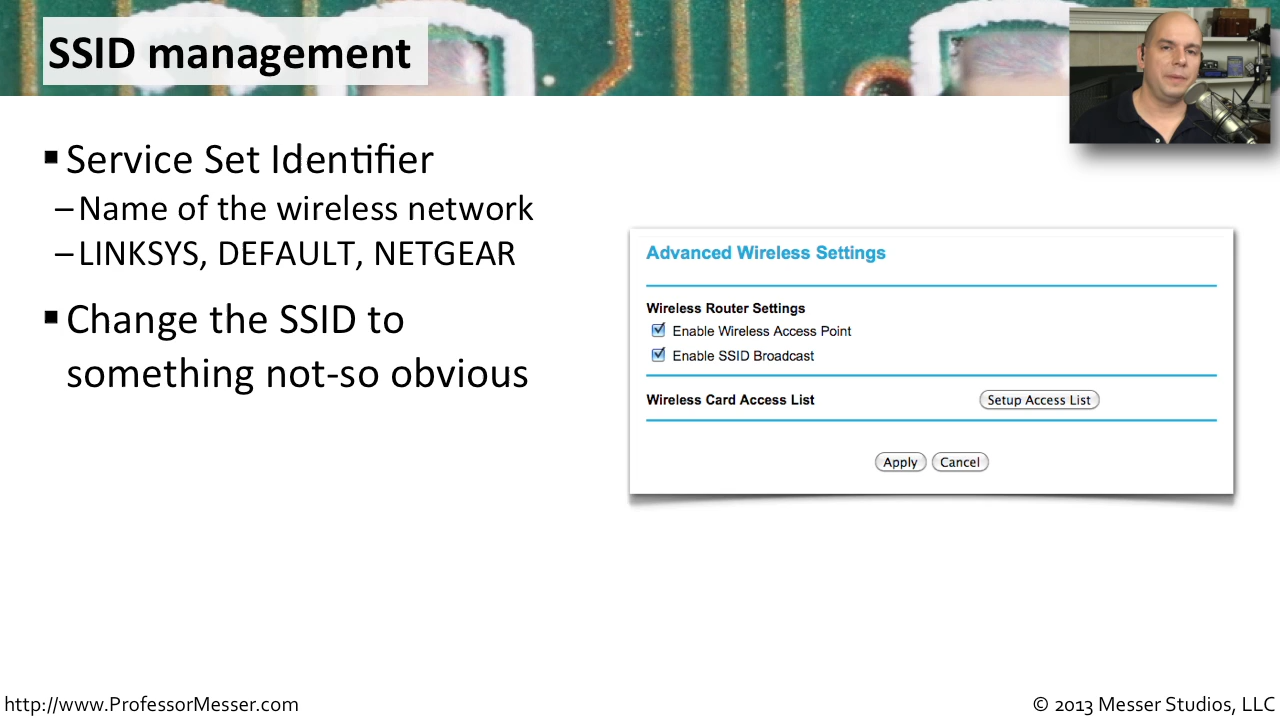 SSID management
▪ Service Set Identifier
– Name of the wireless network
– LINKSYS, DEFAULT, NETGEAR
▪ Change the SSID to
something not-so obvious
Advanced Wireless Settings
Wireless Router Settings
Enable Wireless Access Point
Enable SSID Broadcast
Wireless Card Access List
Setup Access List
Apply
Cancel
http://www.ProfessorMesser.com
© 2013 Messer Studios, LLC